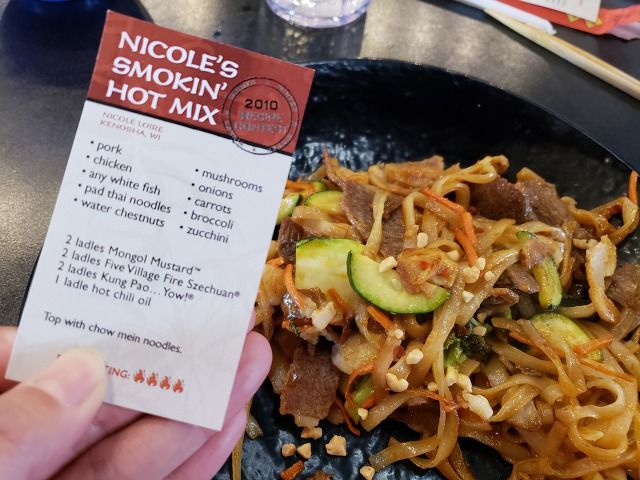 NICOLE'S
SMOKIN'
HOT MIX
2010
RECIPE
CONTEST
NICOLE LOIRE
KENOSHA, WI
• pork
• chicken
• any white fish
• pad thai noodles
• water chestnuts
• mushrooms
• onions
• carrots
• broccoli
• zucchini
2 ladles Mongol Mustard™
2 ladles Five Village Fire Szechuan®
2 ladles Kung Pao...Yow!®
1 ladle hot chili oil
Top with chow mein noodles.